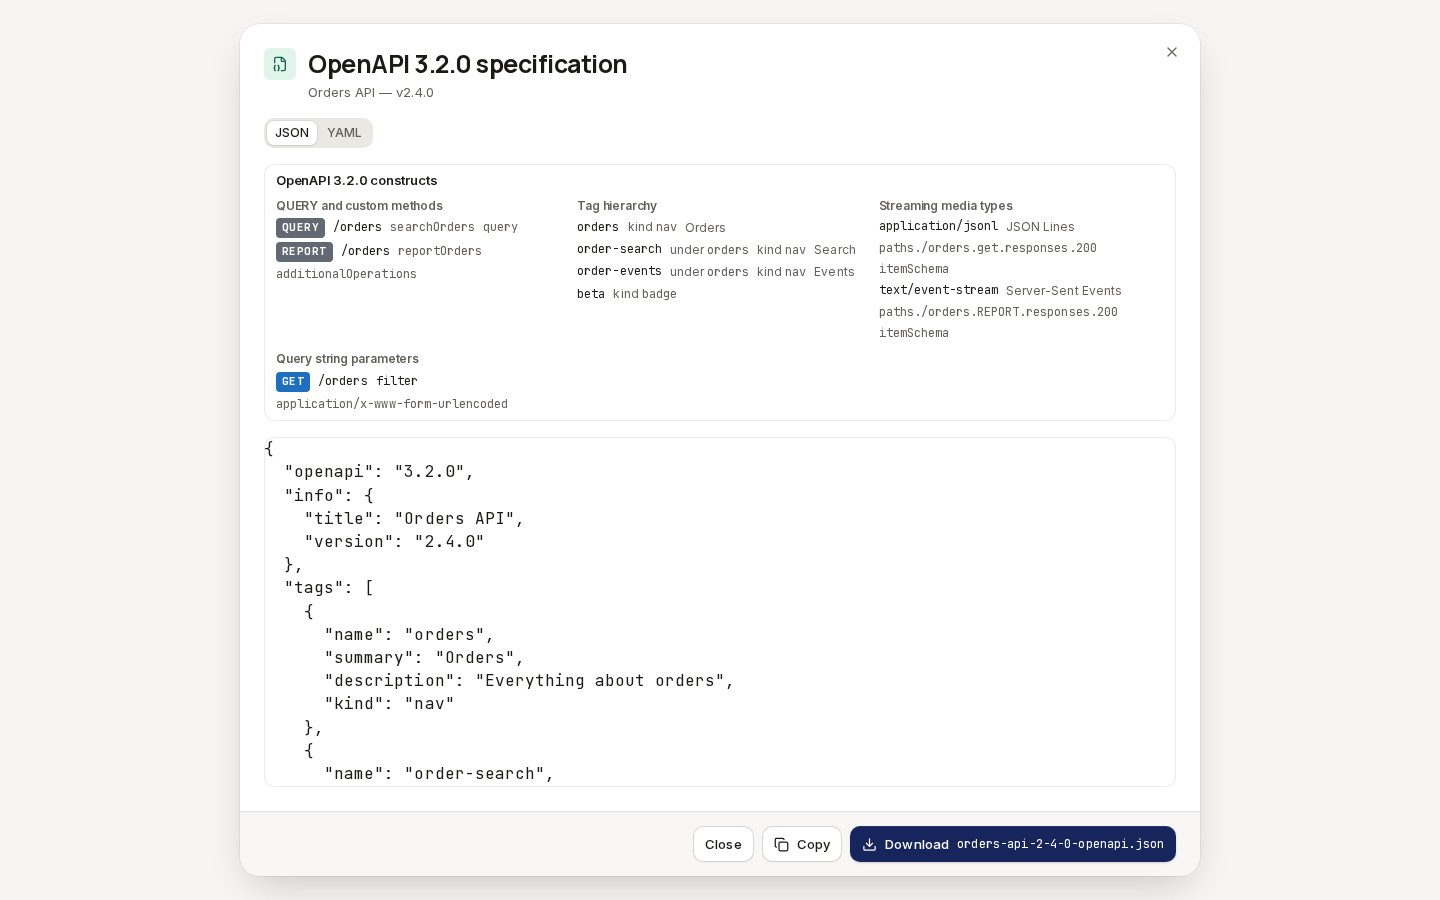 OpenAPI 3.2.0 specification
Orders API — v2.4.0
JSON YAML
OpenAPI 3.2.0 constructs
QUERY and custom methods
QUERY /orders searchOrders query
REPORT /orders reportOrders
additionalOperations
Tag hierarchy
orders kind nav Orders
order-search under orders kind nav Search
order-events under orders kind nav Events
beta kind badge
Streaming media types
application/jsonl JSON Lines
paths./orders.get.responses.200
itemSchema
text/event-stream Server-Sent Events
paths./orders.REPORT.responses.200
itemSchema
Query string parameters
GET /orders filter
application/x-www-form-urlencoded
{
  "openapi": "3.2.0",
  "info": {
    "title": "Orders API",
    "version": "2.4.0"
  },
  "tags": [
    {
      "name": "orders",
      "summary": "Orders",
      "description": "Everything about orders",
      "kind": "nav"
    },
    {
      "name": "order-search",
Close Copy Download orders-api-2-4-0-openapi.json